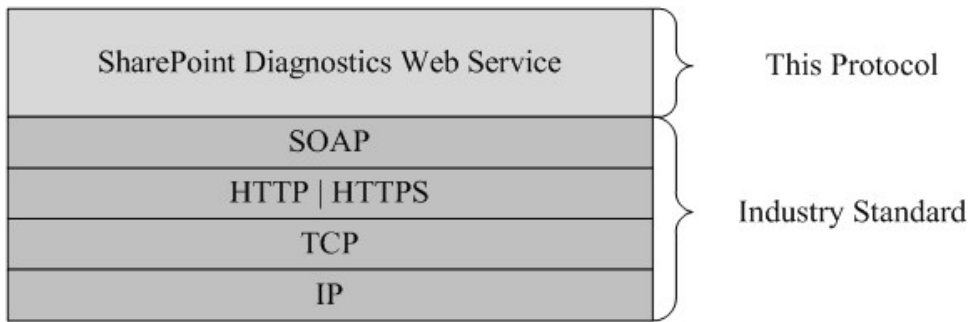 SharePoint Diagnostics Web Service
This Protocol
SOAP
HTTP | HTTPS
TCP
IP
Industry Standard